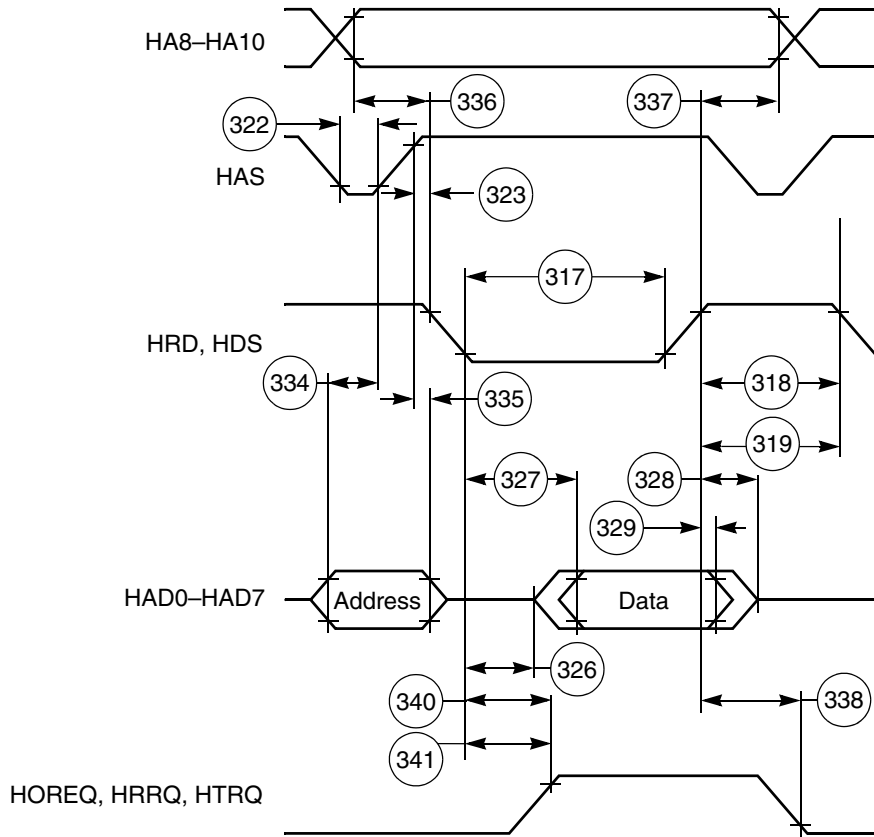 HA8–HA10
336
337
322
HAS
323
317
HRD, HDS
334
335
318
319
327
328
329
HAD0–HAD7
Address
Data
326
340
338
341
HOREQ, HRRQ, HTRQ